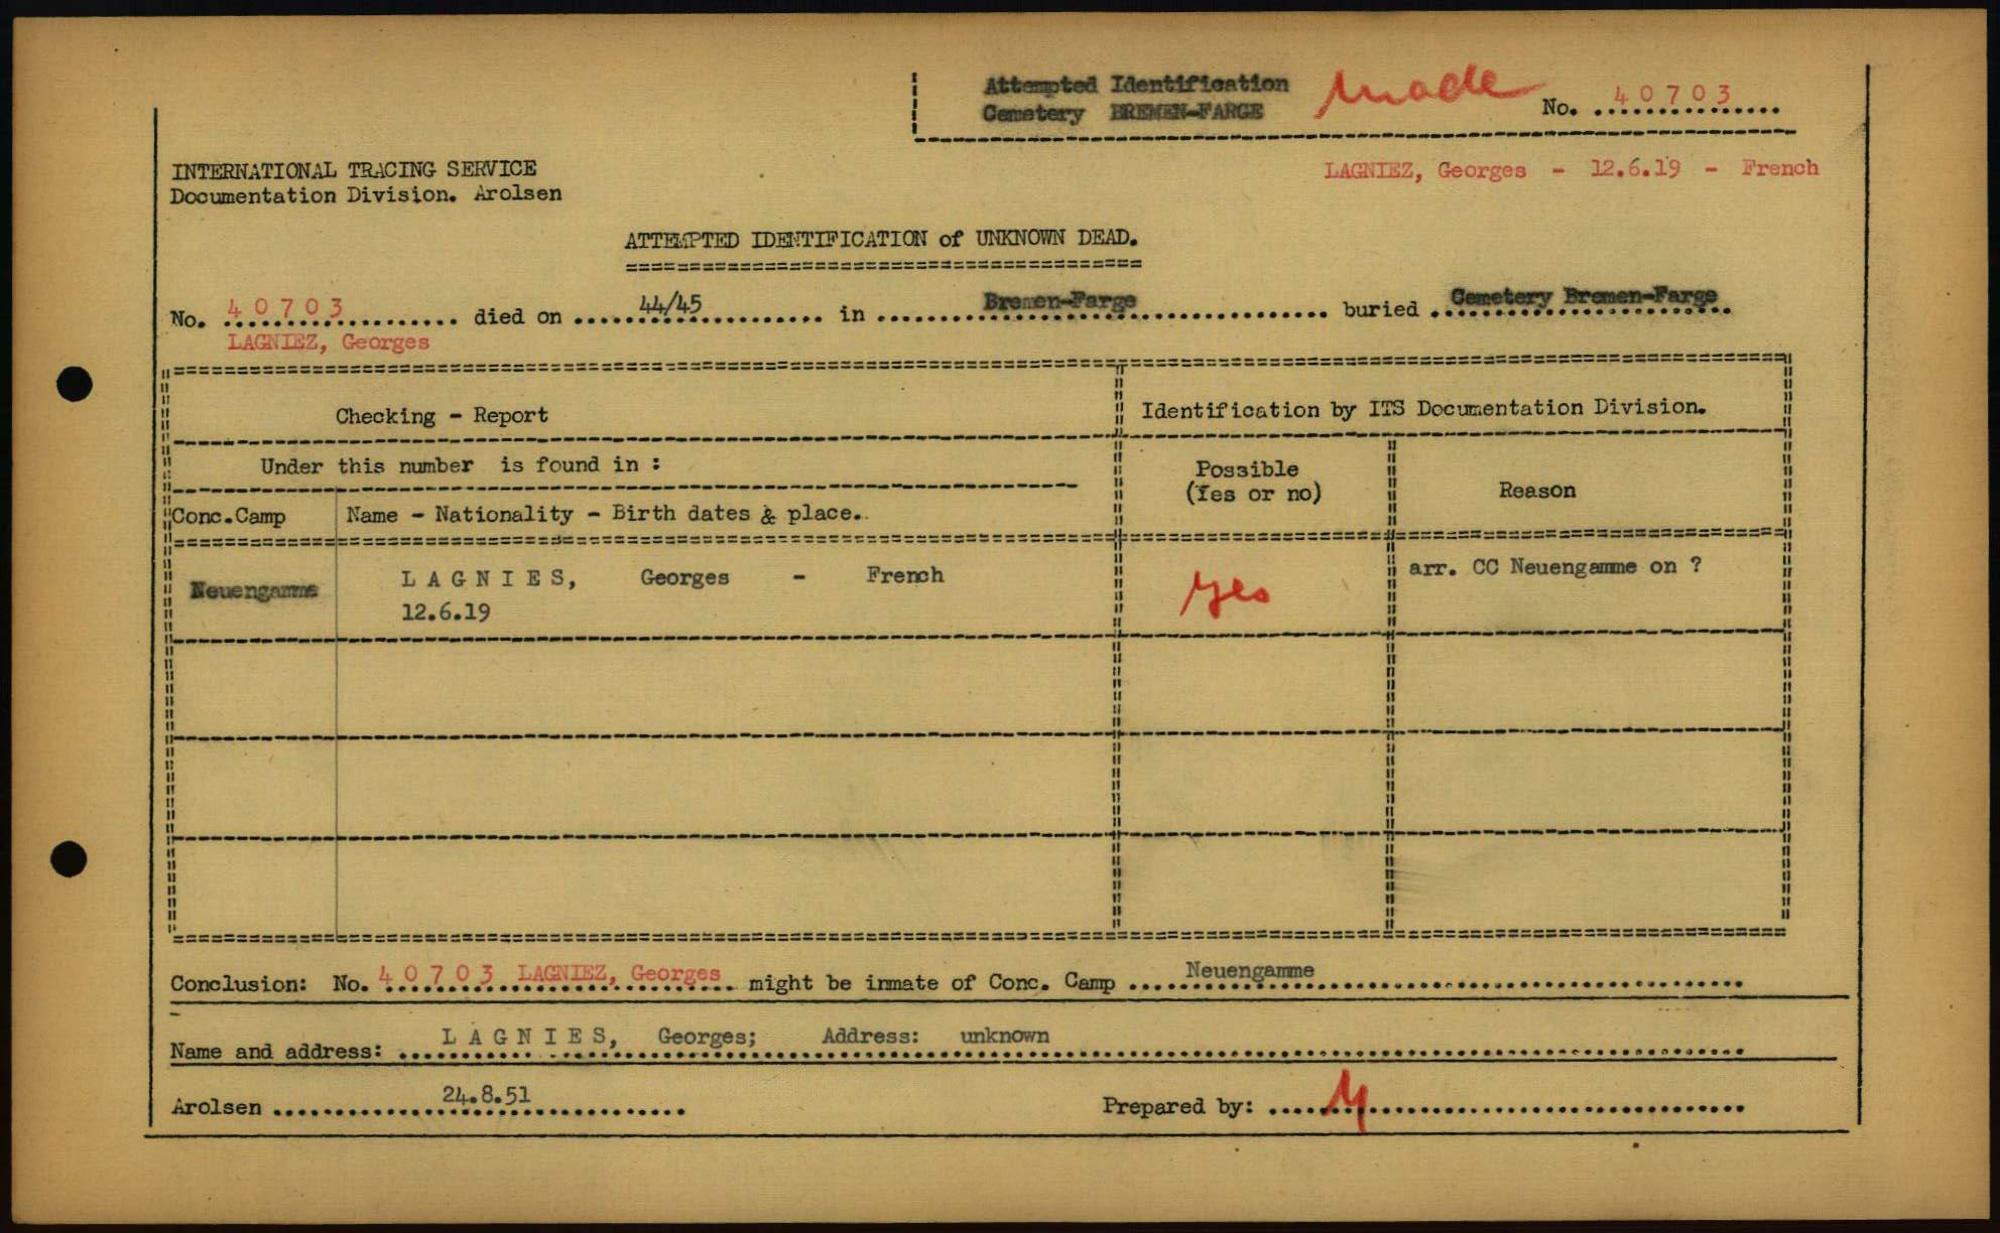 Attempted Identification made
Cemetery BREMEN-FARGE No. 40703
LAGNIEZ, Georges - 12.6.19 - French
INTERNATIONAL TRACING SERVICE
Documentation Division. Arolsen
ATTEMPTED IDENTIFICATION of UNKNOWN DEAD.
No. 40703 died on 44/45 in Bremen-Farge buried Cemetery Bremen-Farge
LAGNIEZ, Georges
Checking - Report
Identification by ITS Documentation Division.
Under this number is found in :
Possible
(Yes or no)
Reason
Conc.Camp
Name - Nationality - Birth dates & place.
Neuengamme
LAGNIES, Georges - French
12.6.19
yes
arr. CC Neuengamme on ?
Conclusion: No. 40703 LAGNIEZ, Georges might be inmate of Conc. Camp Neuengamme
Name and address: LAGNIES, Georges; Address: unknown
Arolsen 24.8.51
Prepared by: